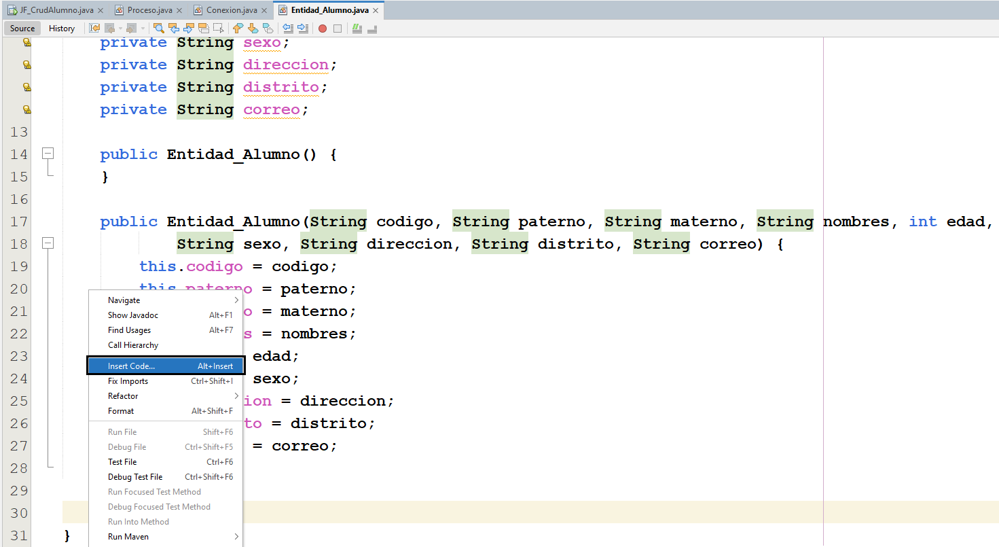 JF_CrudAlumno.java Proceso.java Conexion.java Entidad_Alumno.java
Source History
private String sexo;
private String direccion;
private String distrito;
private String correo;
13
14 public Entidad_Alumno() {
15 }
16
17 public Entidad_Alumno(String codigo, String paterno, String materno, String nombres, int edad,
18 String sexo, String direccion, String distrito, String correo) {
19 this.codigo = codigo;
20 this.paterno = paterno;
21 o = materno;
22 s = nombres;
23 edad;
24 sexo;
25 ion = direccion;
26 to = distrito;
27 = correo;
28
29
30
31 }
Navigate
Show Javadoc Alt+F1
Find Usages Alt+F7
Call Hierarchy
Insert Code... Alt+Insert
Fix Imports Ctrl+Shift+I
Refactor
Format Alt+Shift+F
Run File Shift+F6
Debug File Ctrl+Shift+F5
Test File Ctrl+F6
Debug Test File Ctrl+Shift+F6
Run Focused Test Method
Debug Focused Test Method
Run Into Method
Run Maven